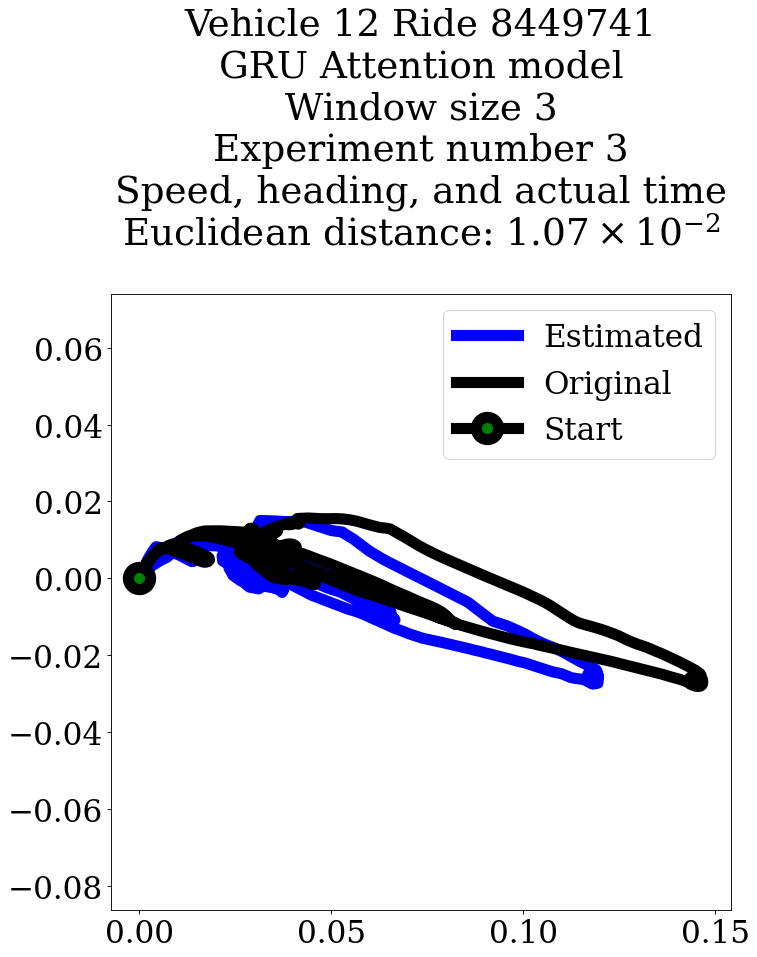 Vehicle 12 Ride 8449741
GRU Attention model
Window size 3
Experiment number 3
Speed, heading, and actual time
Euclidean distance: 1.07 × 10⁻²
Estimated
Original
Start
0.06
0.04
0.02
0.00
−0.02
−0.04
−0.06
−0.08
0.00 0.05 0.10 0.15